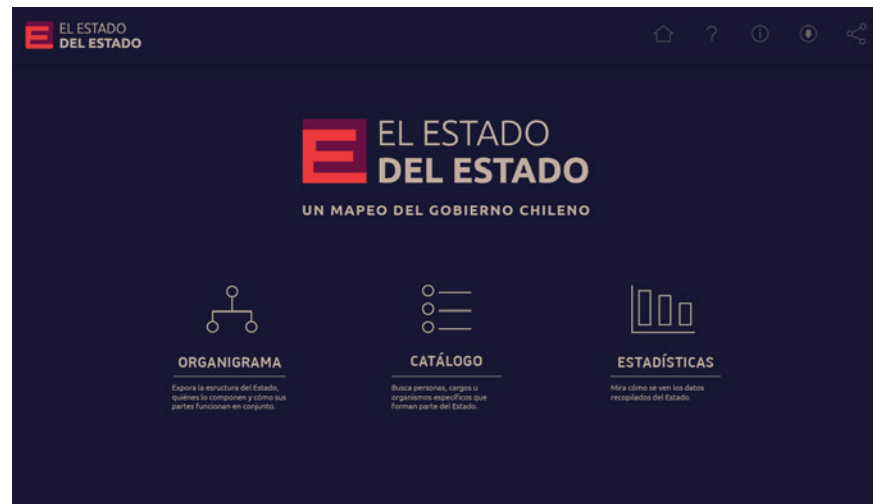 EL ESTADO
DEL ESTADO
?
EL ESTADO
DEL ESTADO
UN MAPEO DEL GOBIERNO CHILENO
ORGANIGRAMA
Expora la esructura del Estado,
quiénes lo componen y cómo sus
partes funcionan en conjunto.
CATÁLOGO
Busca personas, cargos u
organismos específicos que
forman parte del Estado.
ESTADÍSTICAS
Mira cómo se ven los datos
recopilados del Estado.